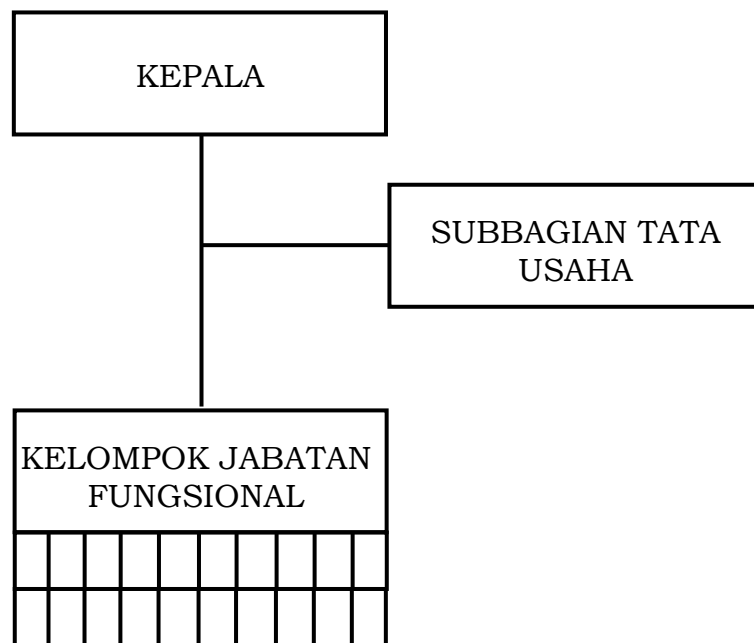 KEPALA
SUBBAGIAN TATA
USAHA
KELOMPOK JABATAN
FUNGSIONAL